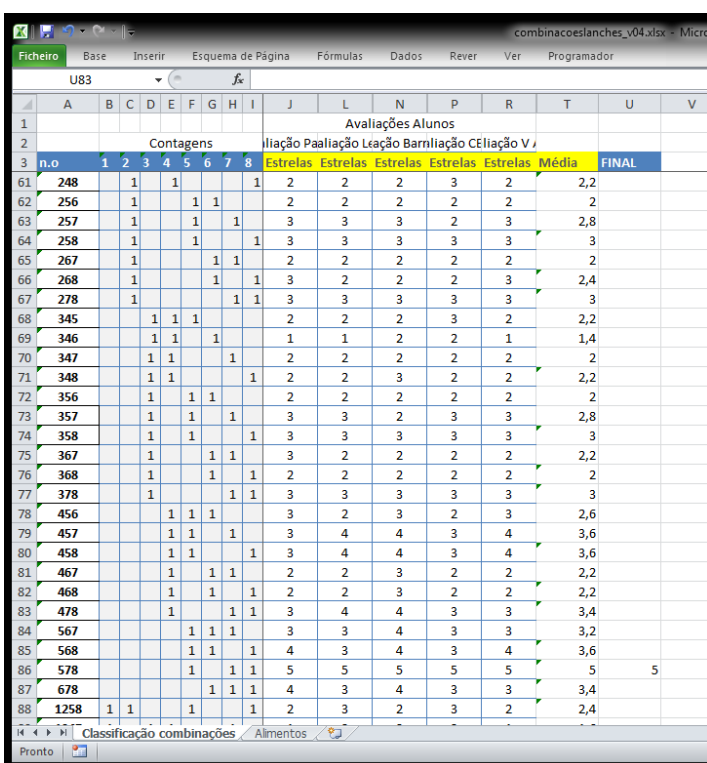 combinacoeslanches_v04.xlsx - Micro
Ficheiro Base Inserir Esquema de Página Fórmulas Dados Rever Ver Programador
U83 fx
A B C D E F G H I J L N P R T U V
1 Avaliações Alunos
2 Contagens
3 n.o 1 2 3 4 5 6 7 8 Estrelas Estrelas Estrelas Estrelas Estrelas Média FINAL
61 248 1 1 1 2 2 2 3 2 2,2
62 256 1 1 1 2 2 2 2 2 2
63 257 1 1 1 3 3 3 2 3 2,8
64 258 1 1 1 3 3 3 3 3 3
65 267 1 1 1 2 2 2 2 2 2
66 268 1 1 1 3 2 2 2 3 2,4
67 278 1 1 1 3 3 3 3 3 3
68 345 1 1 1 2 2 2 3 2 2,2
69 346 1 1 1 1 1 2 2 1 1,4
70 347 1 1 1 2 2 2 2 2 2
71 348 1 1 1 2 2 3 2 2 2,2
72 356 1 1 1 2 2 2 2 2 2
73 357 1 1 1 3 3 2 3 3 2,8
74 358 1 1 1 3 3 3 3 3 3
75 367 1 1 1 3 2 2 2 2 2,2
76 368 1 1 1 2 2 2 2 2 2
77 378 1 1 1 3 3 3 3 3 3
78 456 1 1 1 3 2 3 2 3 2,6
79 457 1 1 1 3 4 4 3 4 3,6
80 458 1 1 1 3 4 4 3 4 3,6
81 467 1 1 1 2 2 3 2 2 2,2
82 468 1 1 1 2 2 3 2 2 2,2
83 478 1 1 1 3 4 4 3 3 3,4
84 567 1 1 1 3 3 4 3 3 3,2
85 568 1 1 1 4 3 4 3 4 3,6
86 578 1 1 1 5 5 5 5 5 5 5
87 678 1 1 1 4 3 4 3 3 3,4
88 1258 1 1 1 1 2 3 2 3 2 2,4
Classificação combinações Alimentos
Pronto